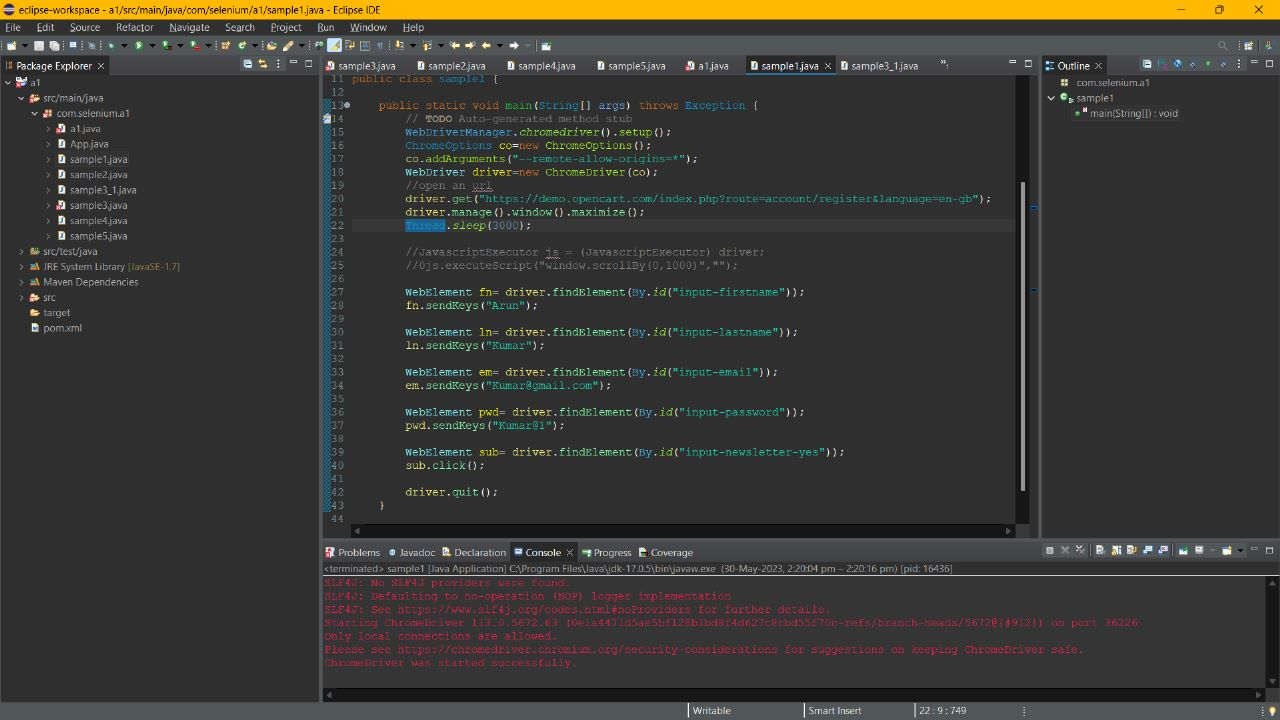 eclipse-workspace - a1/src/main/java/com/selenium/a1/sample1.java - Eclipse IDE
File Edit Source Refactor Navigate Search Project Run Window Help
Package Explorer
a1
src/main/java
com.selenium.a1
a1.java
App.java
sample1.java
sample2.java
sample3_1.java
sample3.java
sample4.java
sample5.java
src/test/java
JRE System Library [JavaSE-1.7]
Maven Dependencies
src
target
pom.xml
sample3.java sample2.java sample4.java sample5.java a1.java sample1.java sample3_1.java
11 public class sample1 {
12
13 public static void main(String[] args) throws Exception {
14 // TODO Auto-generated method stub
15 WebDriverManager.chromedriver().setup();
16 ChromeOptions co=new ChromeOptions();
17 co.addArguments("--remote-allow-origins=*");
18 WebDriver driver=new ChromeDriver(co);
19 //open an url
20 driver.get("https://demo.opencart.com/index.php?route=account/register&language=en-gb");
21 driver.manage().window().maximize();
22 Thread.sleep(3000);
23
24 //JavascriptExecutor js = (JavascriptExecutor) driver;
25 //0js.executeScript("window.scrollBy(0,1000)","");
26
27 WebElement fn= driver.findElement(By.id("input-firstname"));
28 fn.sendKeys("Arun");
29
30 WebElement ln= driver.findElement(By.id("input-lastname"));
31 ln.sendKeys("Kumar");
32
33 WebElement em= driver.findElement(By.id("input-email"));
34 em.sendKeys("Kumar@gmail.com");
35
36 WebElement pwd= driver.findElement(By.id("input-password"));
37 pwd.sendKeys("Kumar@1");
38
39 WebElement sub= driver.findElement(By.id("input-newsletter-yes"));
40 sub.click();
41
42 driver.quit();
43 }
44
Outline
com.selenium.a1
sample1
main(String[]) : void
Problems Javadoc Declaration Console Progress Coverage
<terminated> sample1 [Java Application] C:\Program Files\Java\jdk-17.0.5\bin\javaw.exe (30-May-2023, 2:20:04 pm – 2:20:16 pm) [pid: 16436]
SLF4J: No SLF4J providers were found.
SLF4J: Defaulting to no-operation (NOP) logger implementation
SLF4J: See https://www.slf4j.org/codes.html#noProviders for further details.
Starting ChromeDriver 113.0.5672.63 (0e1a4471d5ae5bf128b1bd8f4d627c8cbd55f70c-refs/branch-heads/5672@{#912}) on port 36226
Only local connections are allowed.
Please see https://chromedriver.chromium.org/security-considerations for suggestions on keeping ChromeDriver safe.
ChromeDriver was started successfully.
Writable Smart Insert 22 : 9 : 749